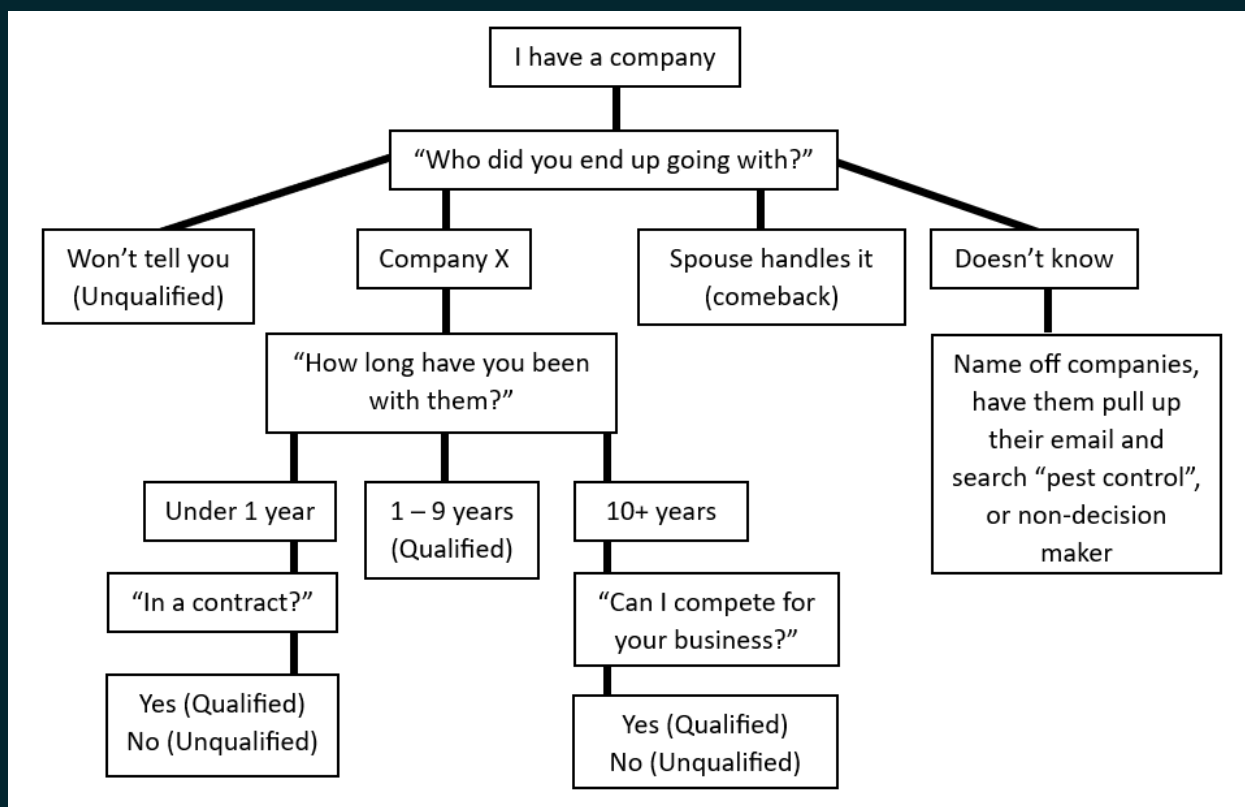 I have a company
“Who did you end up going with?”
Won’t tell you
(Unqualified)
Company X
Spouse handles it
(comeback)
Doesn’t know
“How long have you been
with them?”
Name off companies,
have them pull up
their email and
search “pest control”,
or non-decision
maker
Under 1 year
1 – 9 years
(Qualified)
10+ years
“In a contract?”
“Can I compete for
your business?”
Yes (Qualified)
No (Unqualified)
Yes (Qualified)
No (Unqualified)